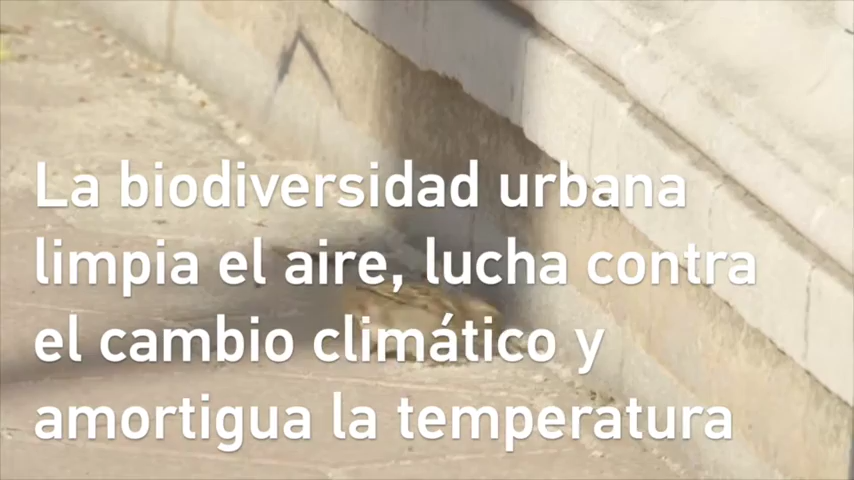 La biodiversidad urbana
limpia el aire, lucha contra
el cambio climático y
amortigua la temperatura